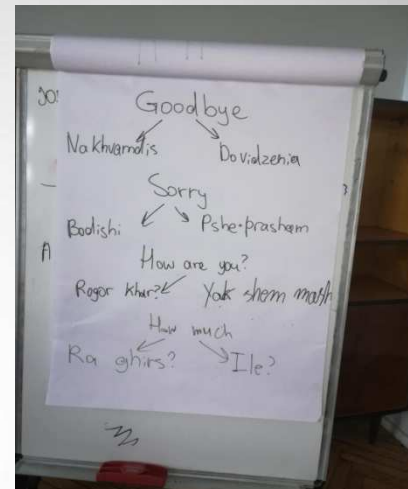 Goodbye
Nakhvamdis Dovidzenia
Sorry
Bodishi Pshe·prasham
How are you?
Rogor khar? Yak shem mash
How much
Ra ghirs? Ile?